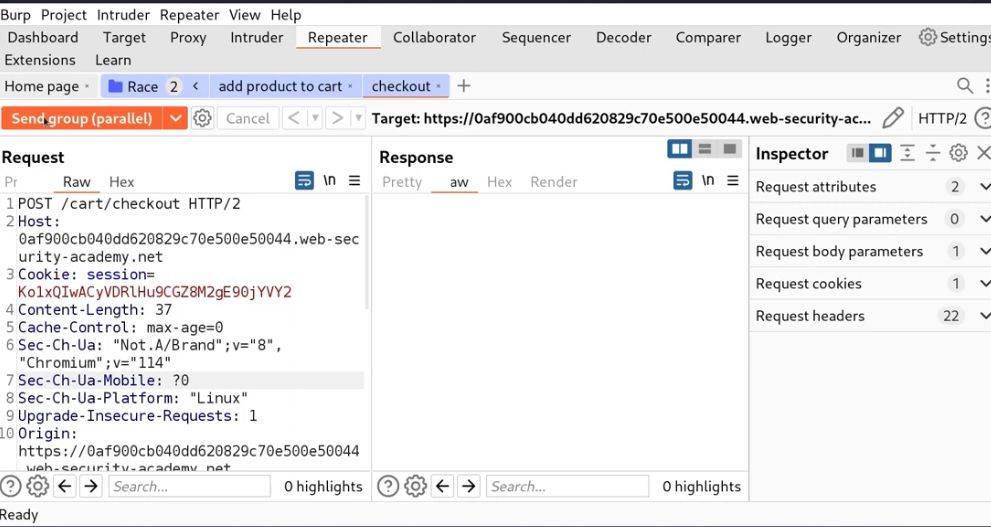 Burp Project Intruder Repeater View Help
Dashboard Target Proxy Intruder Repeater Collaborator Sequencer Decoder Comparer Logger Organizer Settings
Extensions Learn
Home page × Race 2 < add product to cart × checkout × +
Send group (parallel) Cancel < > Target: https://0af900cb040dd620829c70e500e50044.web-security-ac... HTTP/2
Request
Pr Raw Hex \n
1 POST /cart/checkout HTTP/2
2 Host:
0af900cb040dd620829c70e500e50044.web-sec
urity-academy.net
3 Cookie: session=
Ko1xQIwACyVDRlHu9CGZ8M2gE90jYVY2
4 Content-Length: 37
5 Cache-Control: max-age=0
6 Sec-Ch-Ua: "Not.A/Brand";v="8",
"Chromium";v="114"
7 Sec-Ch-Ua-Mobile: ?0
8 Sec-Ch-Ua-Platform: "Linux"
9 Upgrade-Insecure-Requests: 1
10 Origin:
https://0af900cb040dd620829c70e500e50044
.web-security-academy.net
Search... 0 highlights
Response
Pretty aw Hex Render \n
Search... 0 highlights
Inspector
Request attributes 2
Request query parameters 0
Request body parameters 1
Request cookies 1
Request headers 22
Ready